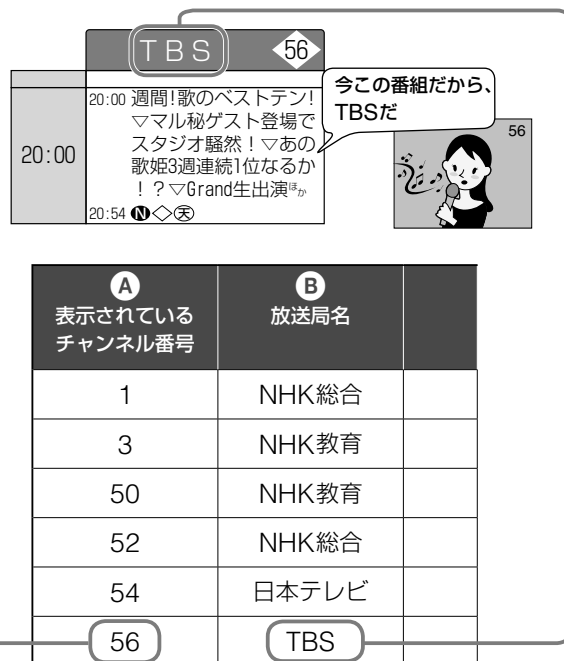 TBS 56
20:00
20:00 週間!歌のベストテン!
▽マル秘ゲスト登場で
スタジオ騒然！▽あの
歌姫3週連続1位なるか
！？▽Grand生出演ほか
20:54 N◇天
今この番組だから、
TBSだ
56
A
表示されている
チャンネル番号
B
放送局名
1 NHK総合
3 NHK教育
50 NHK教育
52 NHK総合
54 日本テレビ
56 TBS